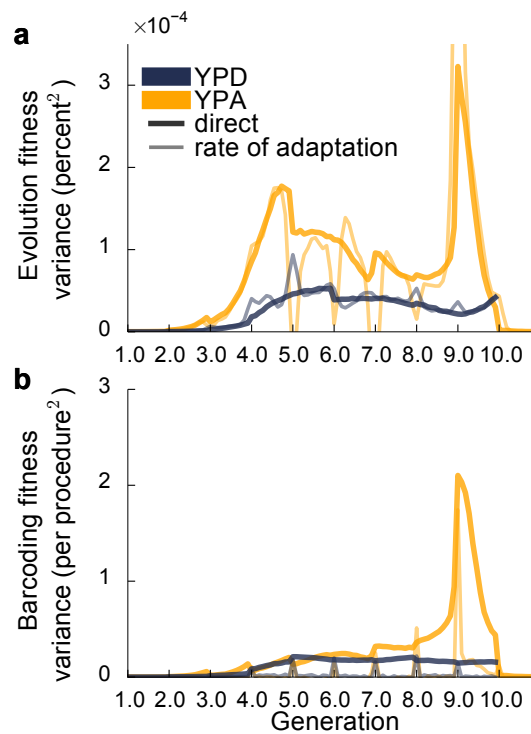 a
×10⁻⁴
3
2
1
0
Evolution fitness
variance (percent²)
YPD
YPA
direct
rate of adaptation
1.0 2.0 3.0 4.0 5.0 6.0 7.0 8.0 9.0 10.0
b
3
2
1
0
Barcoding fitness
variance (per procedure²)
1.0 2.0 3.0 4.0 5.0 6.0 7.0 8.0 9.0 10.0
Generation